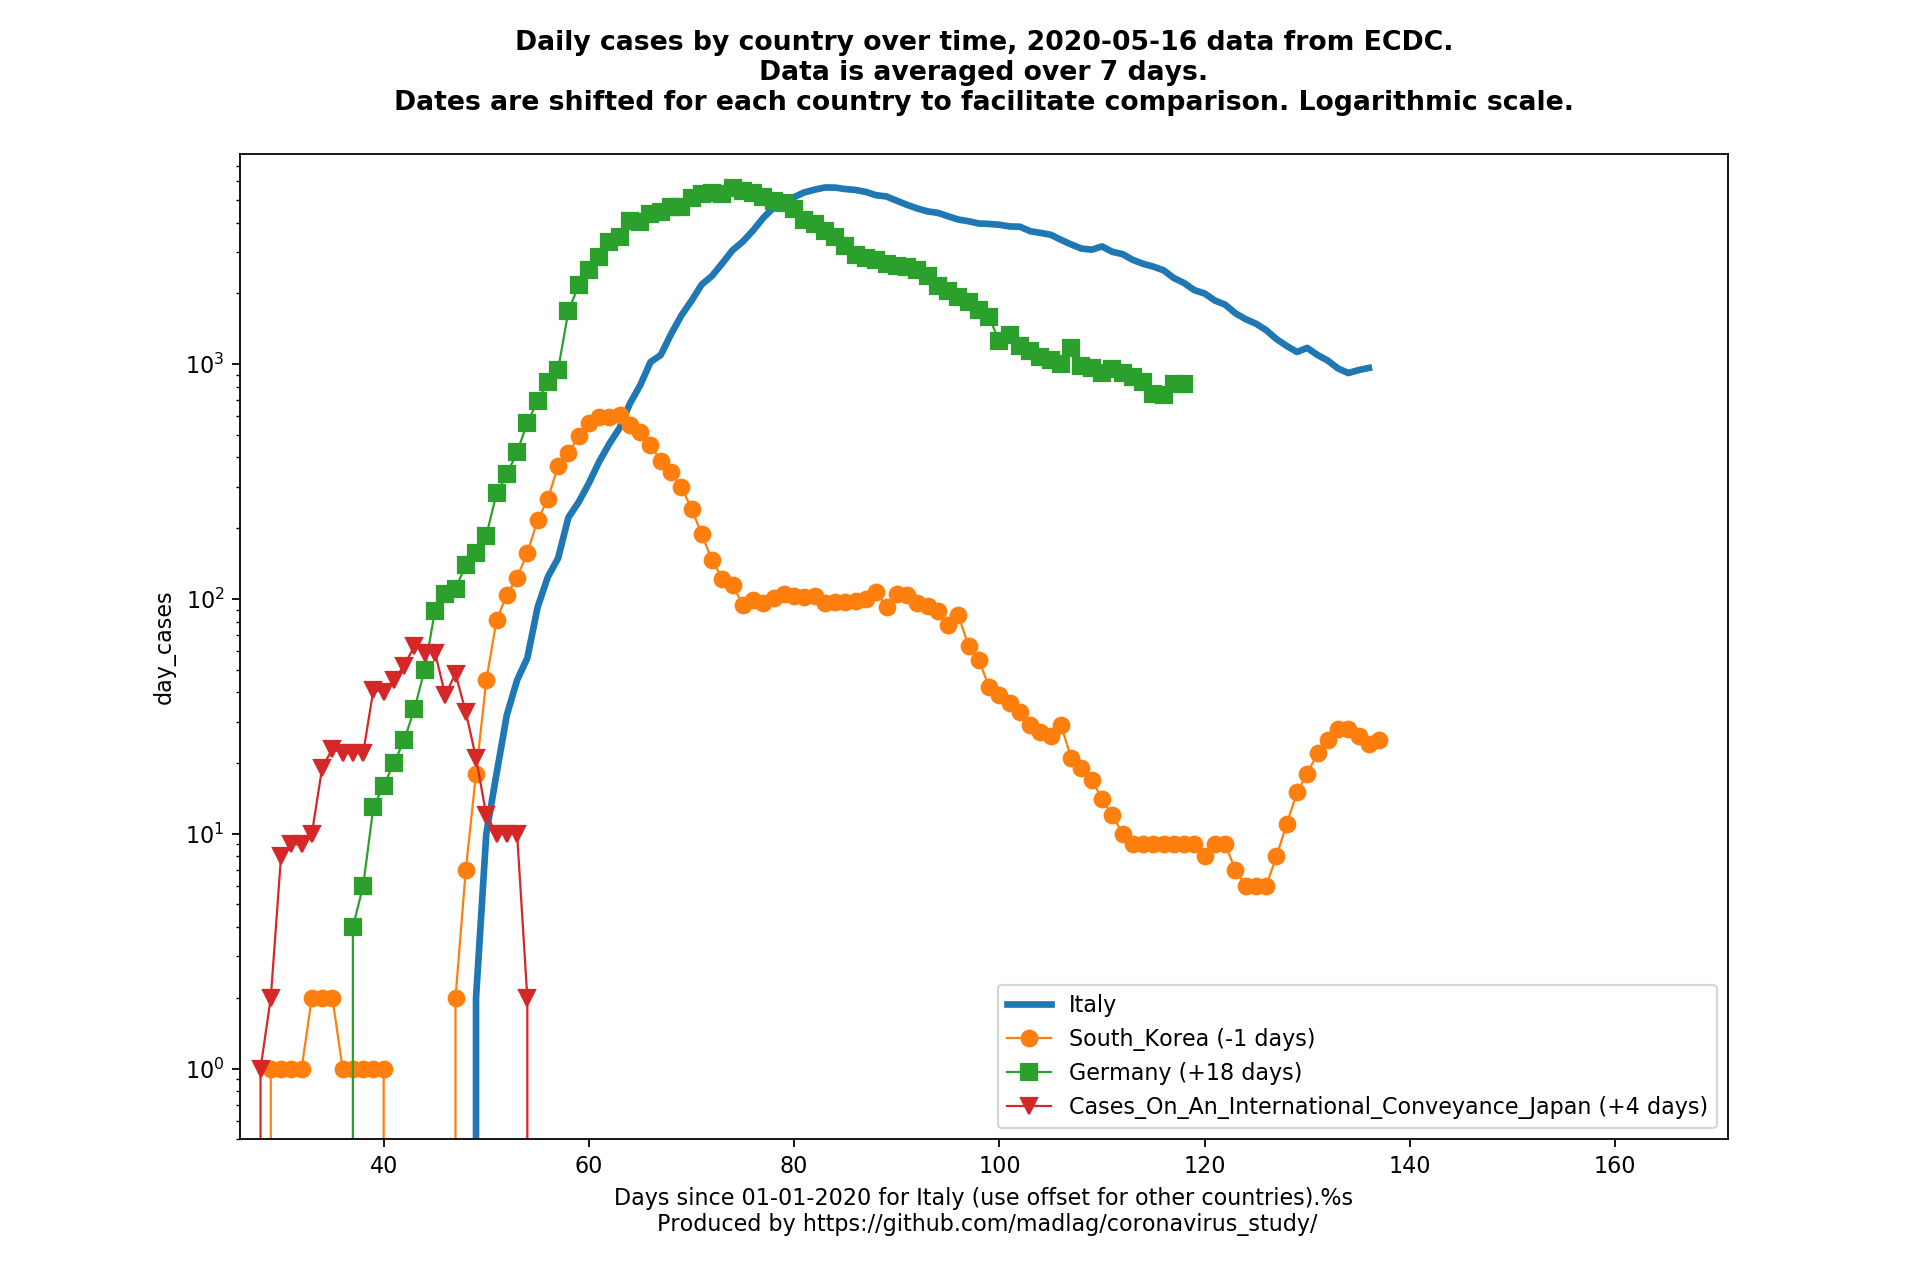 Daily cases by country over time, 2020-05-16 data from ECDC.
Data is averaged over 7 days.
Dates are shifted for each country to facilitate comparison. Logarithmic scale.
10³
10²
10¹
10⁰
day_cases
40 60 80 100 120 140 160
Italy
South_Korea (-1 days)
Germany (+18 days)
Cases_On_An_International_Conveyance_Japan (+4 days)
Days since 01-01-2020 for Italy (use offset for other countries).%s
Produced by https://github.com/madlag/coronavirus_study/